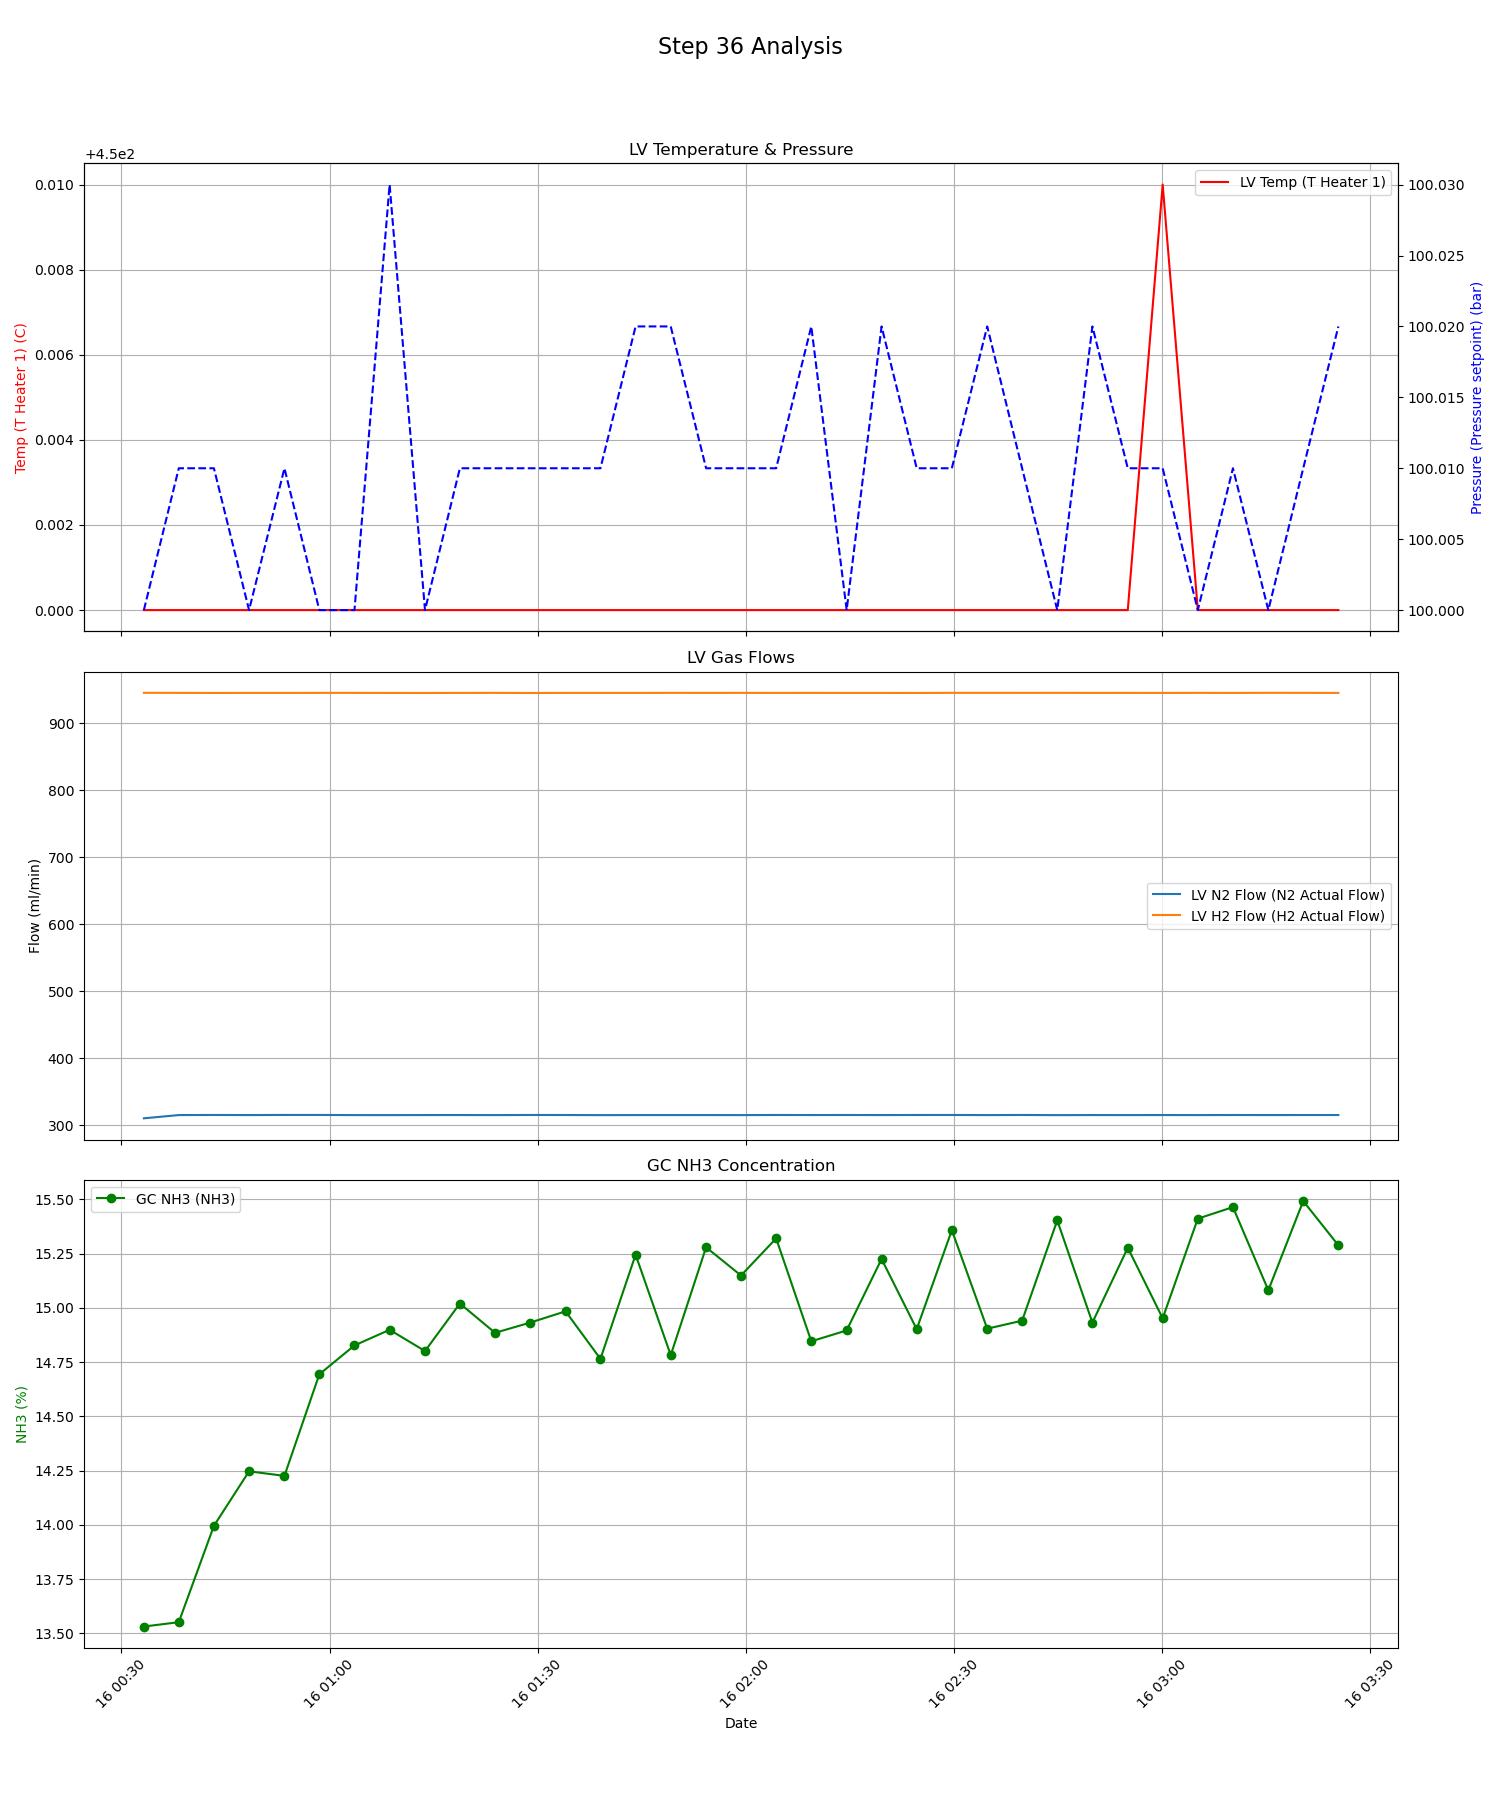 Step 36 Analysis
LV Temperature & Pressure
+4.5e2
0.010
0.008
0.006
0.004
0.002
0.000
Temp (T Heater 1) (C)
LV Temp (T Heater 1)
100.030
100.025
100.020
100.015
100.010
100.005
100.000
Pressure (Pressure setpoint) (bar)
LV Gas Flows
900
800
700
600
500
400
300
Flow (ml/min)
LV N2 Flow (N2 Actual Flow)
LV H2 Flow (H2 Actual Flow)
GC NH3 Concentration
GC NH3 (NH3)
15.50
15.25
15.00
14.75
14.50
14.25
14.00
13.75
13.50
NH3 (%)
16 00:30
16 01:00
16 01:30
16 02:00
16 02:30
16 03:00
16 03:30
Date